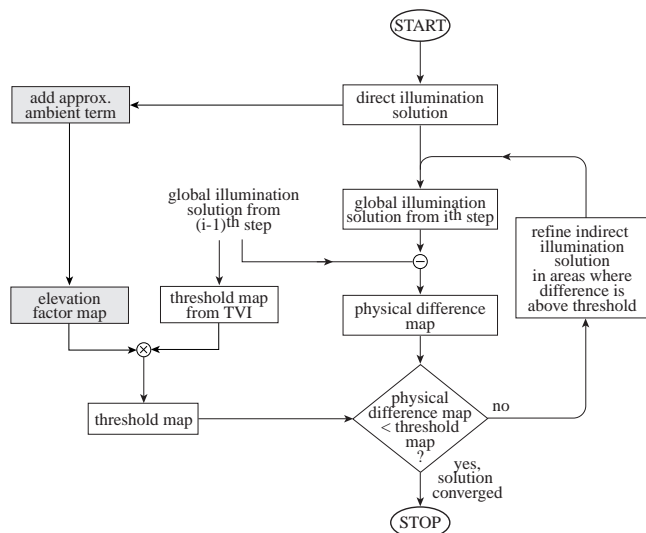 START
direct illumination
solution
add approx.
ambient term
global illumination
solution from
(i-1)th step
global illumination
solution from ith step
refine indirect
illumination
solution
in areas where
difference is
above threshold
−
elevation
factor map
threshold map
from TVI
physical difference
map
×
threshold map
physical
difference map
< threshold
map
?
no
yes,
solution
converged
STOP